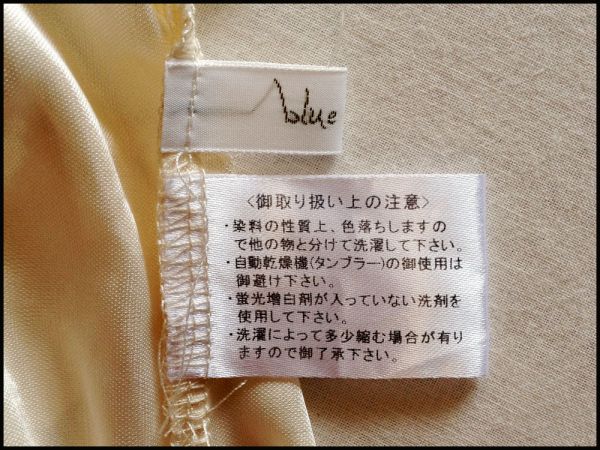 blue
〈御取り扱い上の注意〉
・染料の性質上、色落ちしますの
で他の物と分けて洗濯して下さい。
・自動乾燥機(タンブラー)の御使用は
御避け下さい。
・蛍光増白剤が入っていない洗剤を
使用して下さい。
・洗濯によって多少縮む場合が有り
ますので御了承下さい。